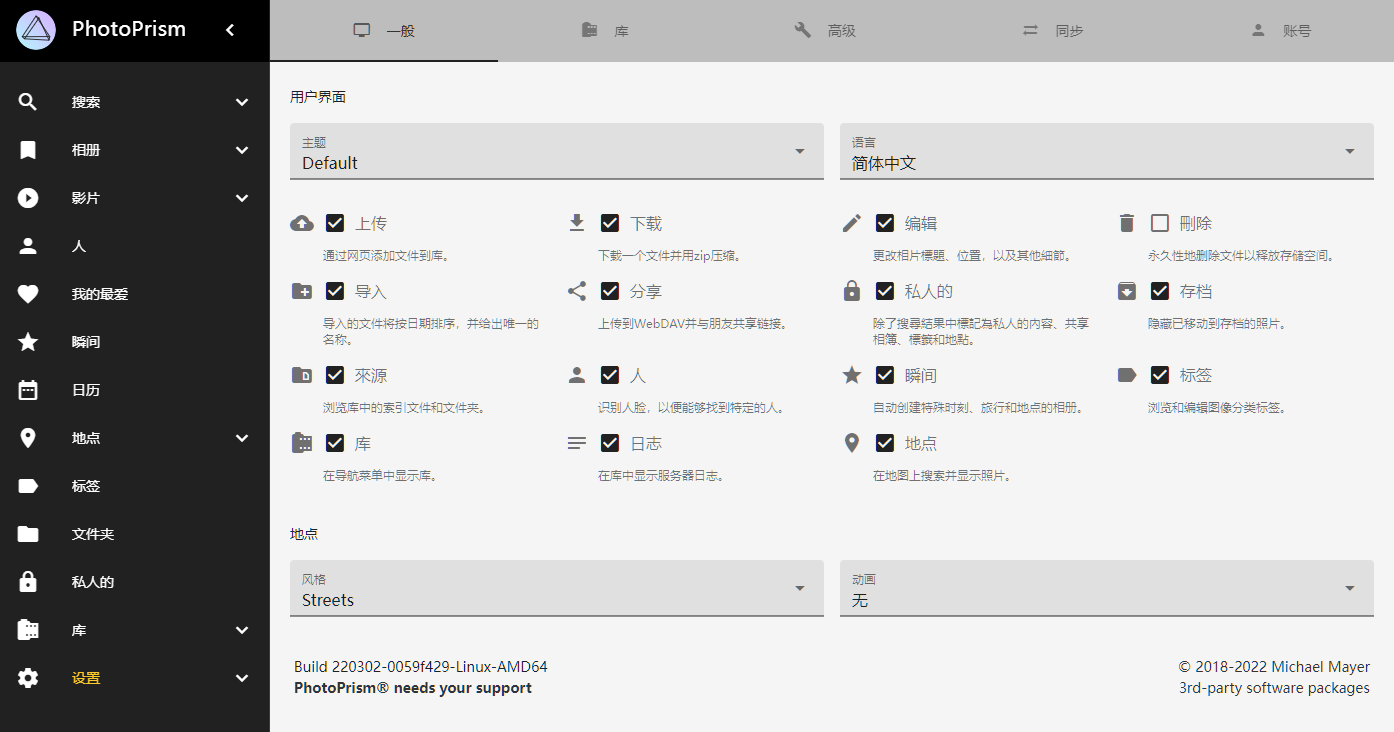 PhotoPrism
搜索
相册
影片
人
我的最爱
瞬间
日历
地点
标签
文件夹
私人的
库
设置
一般 库 高级 同步 账号
用户界面
主题 语言
Default 简体中文
上传 下载 编辑 刪除
通过网页添加文件到库。 下载一个文件并用zip压缩。 更改相片標題、位置，以及其他細節。 永久性地删除文件以释放存储空间。
导入 分享 私人的 存档
导入的文件将按日期排序，并给出唯一的 上传到WebDAV并与朋友共享链接。 除了搜尋結果中標記為私人的內容、共享 隐藏已移动到存档的照片。
名称。 相簿、標籤和地點。
來源 人 瞬间 标签
浏览库中的索引文件和文件夹。 识别人脸，以便能够找到特定的人。 自动创建特殊时刻、旅行和地点的相册。 浏览和编辑图像分类标签。
库 日志 地点
在导航菜单中显示库。 在库中显示服务器日志。 在地图上搜索并显示照片。
地点
风格 动画
Streets 无
Build 220302-0059f429-Linux-AMD64 © 2018-2022 Michael Mayer
PhotoPrism® needs your support 3rd-party software packages